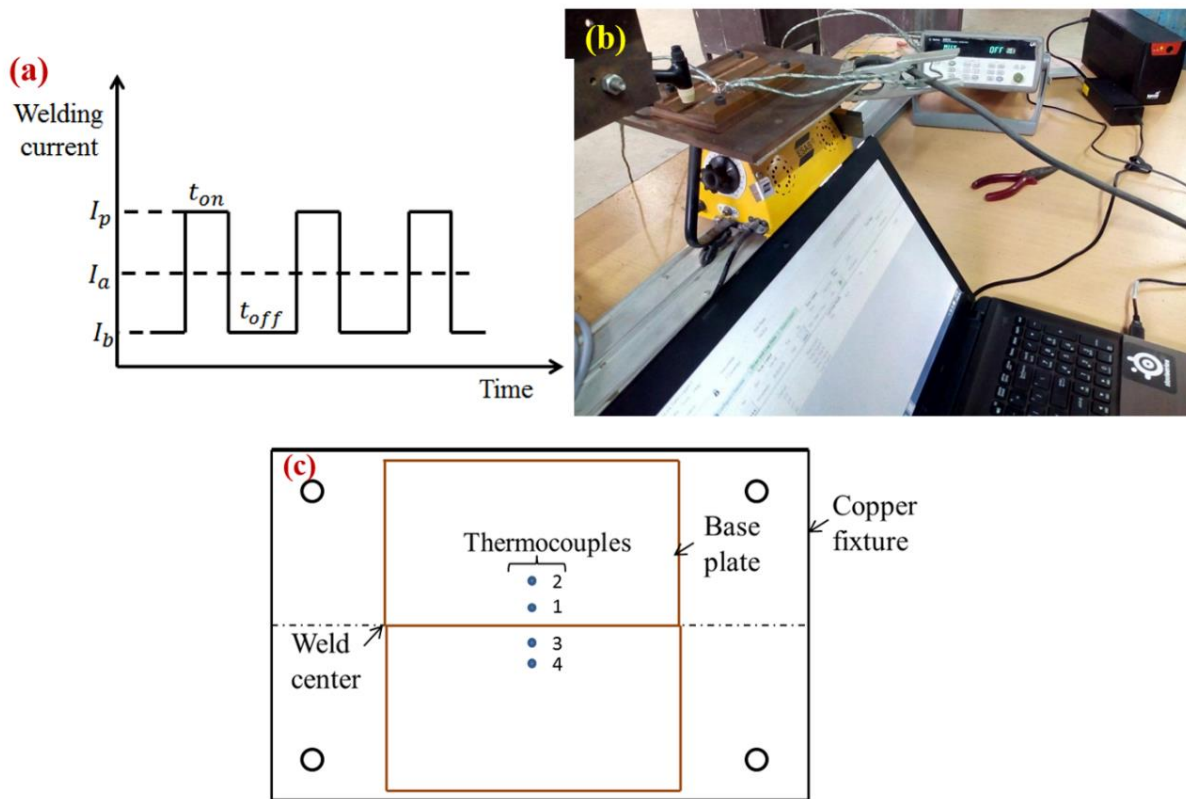 (a)
Welding
current
t_on
I_p
I_a
t_off
I_b
Time
(b)
OFF
(c)
Thermocouples
2
1
3
4
Base
plate
Copper
fixture
Weld
center